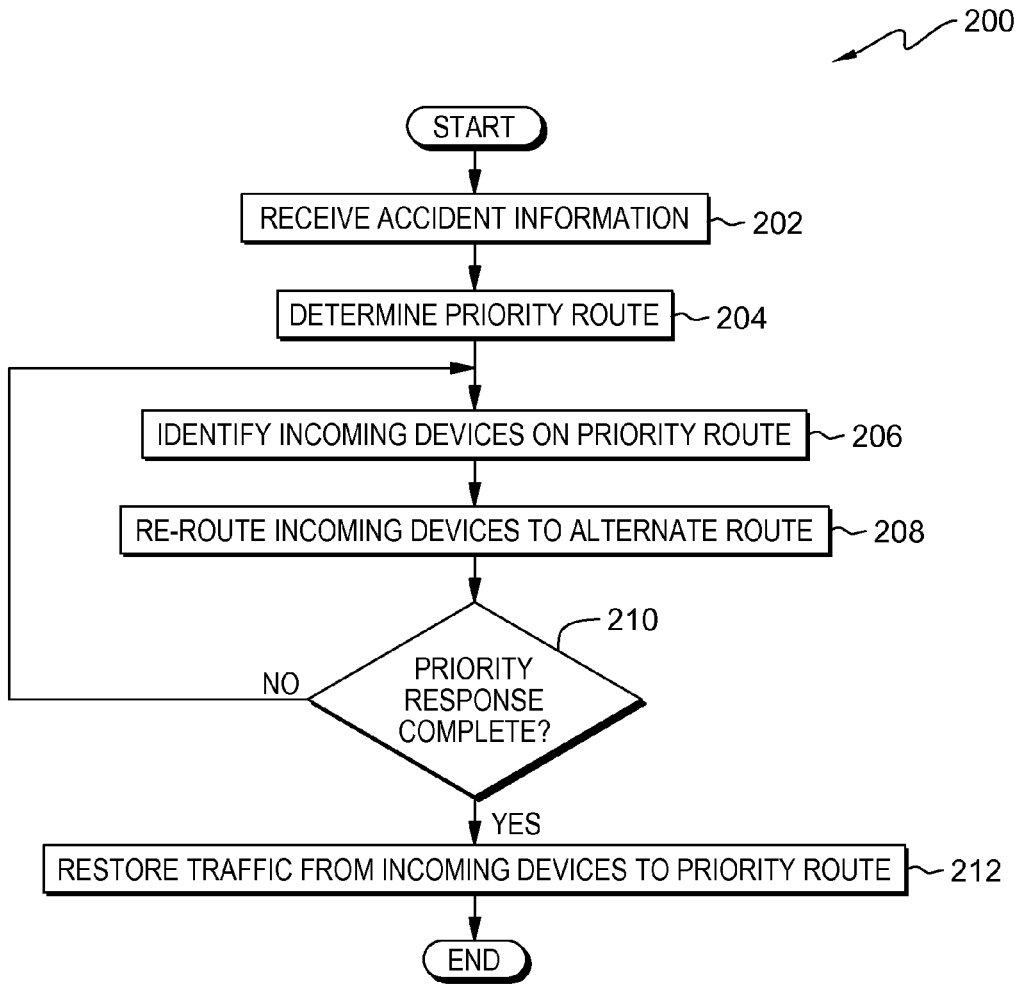 200
START
RECEIVE ACCIDENT INFORMATION
202
DETERMINE PRIORITY ROUTE
204
IDENTIFY INCOMING DEVICES ON PRIORITY ROUTE
206
RE-ROUTE INCOMING DEVICES TO ALTERNATE ROUTE
208
210
PRIORITY
RESPONSE
COMPLETE?
NO
YES
RESTORE TRAFFIC FROM INCOMING DEVICES TO PRIORITY ROUTE
212
END